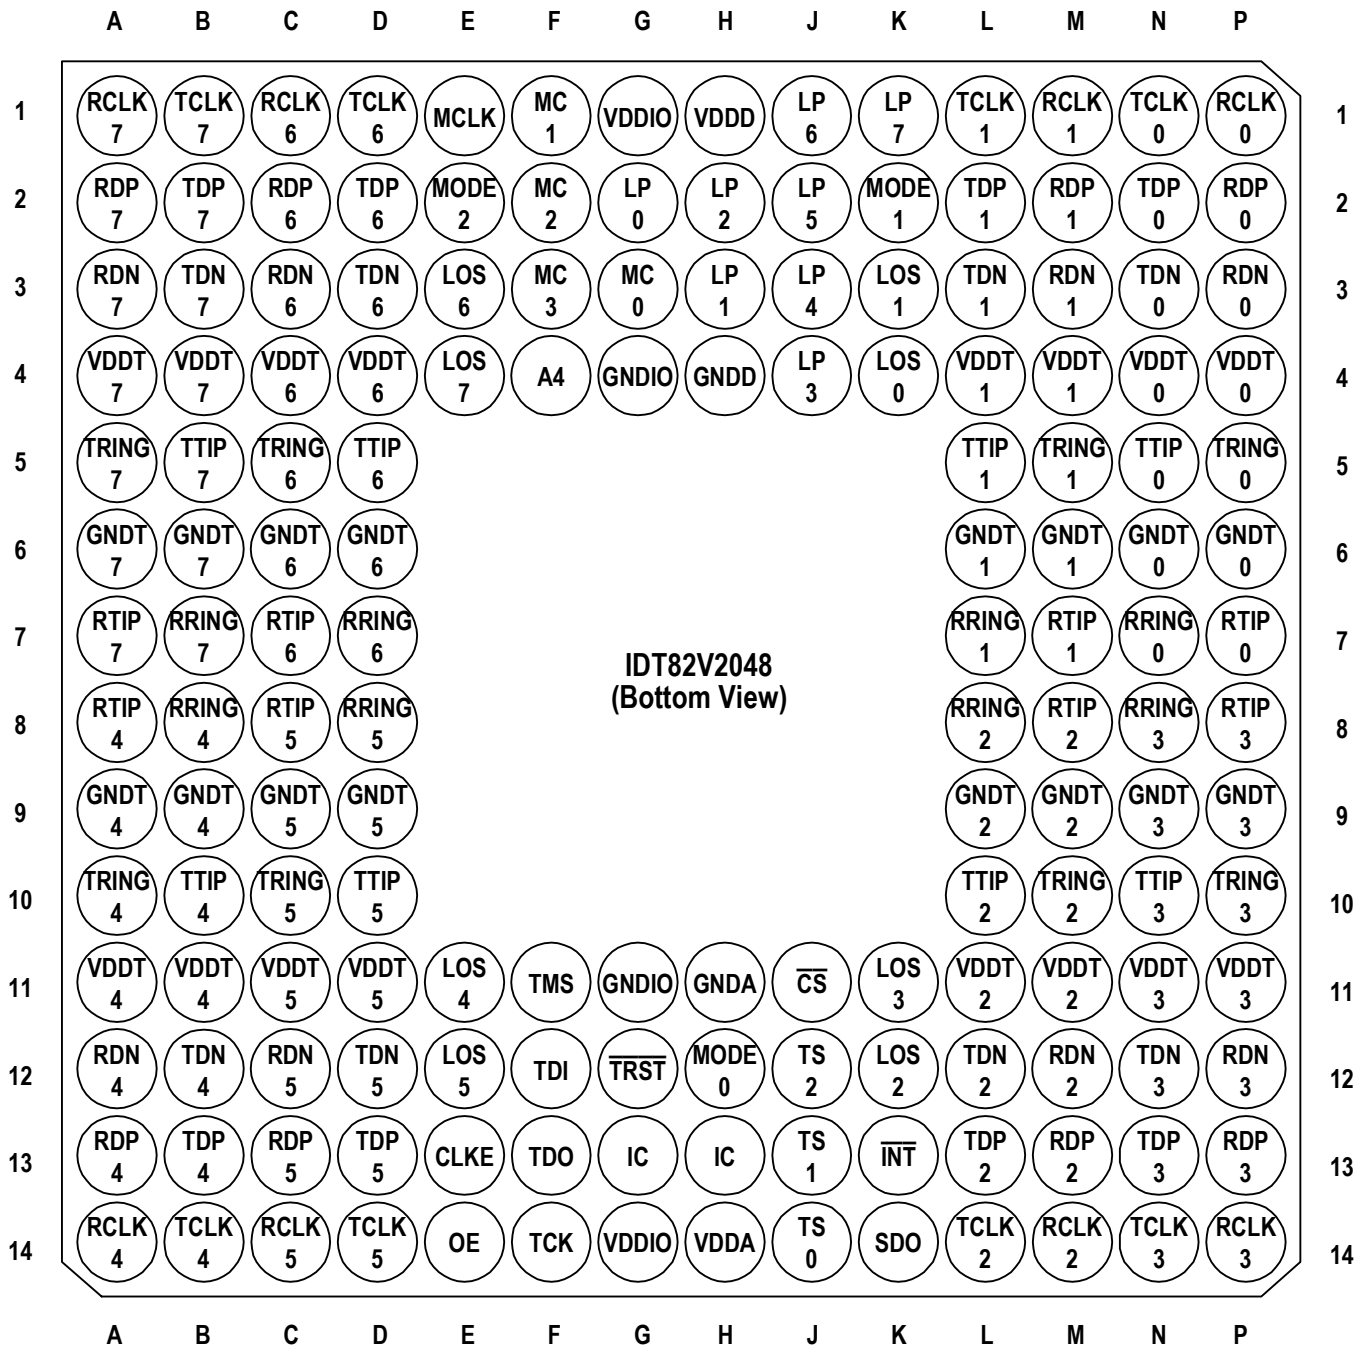 A B C D E F G H J K L M N P
1 RCLK 7 TCLK 7 RCLK 6 TCLK 6 MCLK MC 1 VDDIO VDDD LP 6 LP 7 TCLK 1 RCLK 1 TCLK 0 RCLK 0 1
2 RDP 7 TDP 7 RDP 6 TDP 6 MODE 2 MC 2 LP 0 LP 2 LP 5 MODE 1 TDP 1 RDP 1 TDP 0 RDP 0 2
3 RDN 7 TDN 7 RDN 6 TDN 6 LOS 6 MC 3 MC 0 LP 1 LP 4 LOS 1 TDN 1 RDN 1 TDN 0 RDN 0 3
4 VDDT 7 VDDT 7 VDDT 6 VDDT 6 LOS 7 A4 GNDIO GNDD LP 3 LOS 0 VDDT 1 VDDT 1 VDDT 0 VDDT 0 4
5 TRING 7 TTIP 7 TRING 6 TTIP 6 TTIP 1 TRING 1 TTIP 0 TRING 0 5
6 GNDT 7 GNDT 7 GNDT 6 GNDT 6 GNDT 1 GNDT 1 GNDT 0 GNDT 0 6
7 RTIP 7 RRING 7 RTIP 6 RRING 6 RRING 1 RTIP 1 RRING 0 RTIP 0 7
IDT82V2048
(Bottom View)
8 RTIP 4 RRING 4 RTIP 5 RRING 5 RRING 2 RTIP 2 RRING 3 RTIP 3 8
9 GNDT 4 GNDT 4 GNDT 5 GNDT 5 GNDT 2 GNDT 2 GNDT 3 GNDT 3 9
10 TRING 4 TTIP 4 TRING 5 TTIP 5 TTIP 2 TRING 2 TTIP 3 TRING 3 10
11 VDDT 4 VDDT 4 VDDT 5 VDDT 5 LOS 4 TMS GNDIO GNDA C̅S̅ LOS 3 VDDT 2 VDDT 2 VDDT 3 VDDT 3 11
12 RDN 4 TDN 4 RDN 5 TDN 5 LOS 5 TDI T̅R̅S̅T̅ MODE 0 TS 2 LOS 2 TDN 2 RDN 2 TDN 3 RDN 3 12
13 RDP 4 TDP 4 RDP 5 TDP 5 CLKE TDO IC IC TS 1 I̅N̅T̅ TDP 2 RDP 2 TDP 3 RDP 3 13
14 RCLK 4 TCLK 4 RCLK 5 TCLK 5 OE TCK VDDIO VDDA TS 0 SDO TCLK 2 RCLK 2 TCLK 3 RCLK 3 14
A B C D E F G H J K L M N P